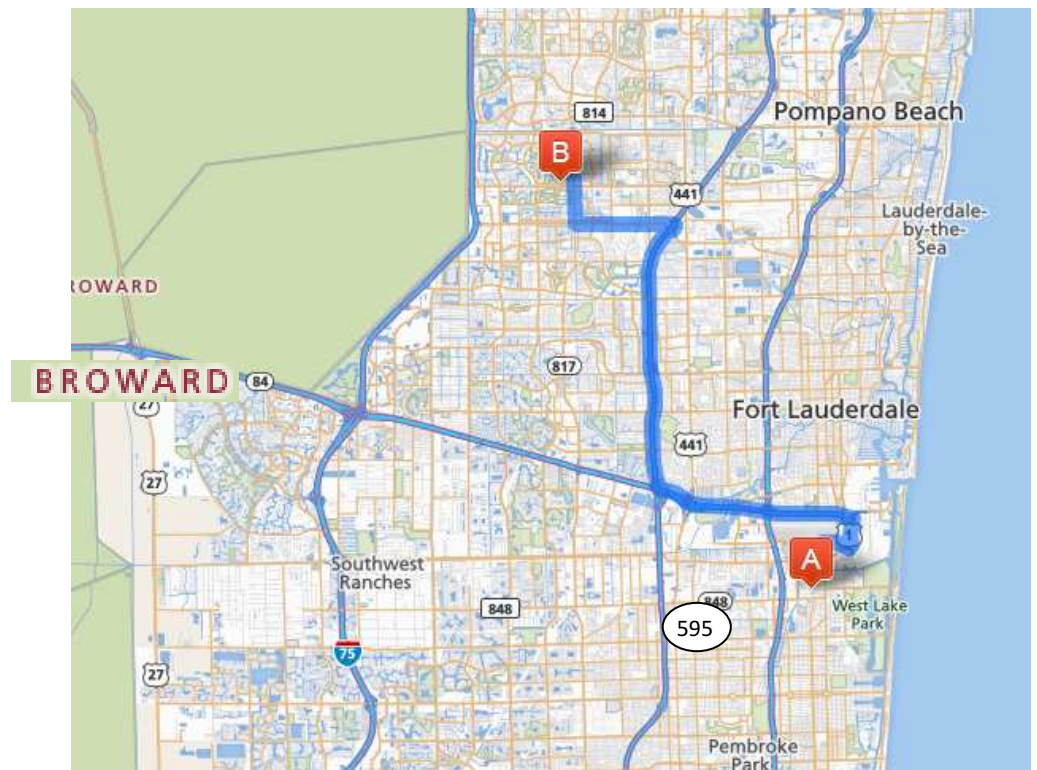 814
Pompano Beach
B
441
Lauderdale-
by-the-
Sea
ROWARD
BROWARD
84
817
27
Fort Lauderdale
441
27
1
A
Southwest
Ranches
848
848
West Lake
Park
595
75
27
Pembroke
Park